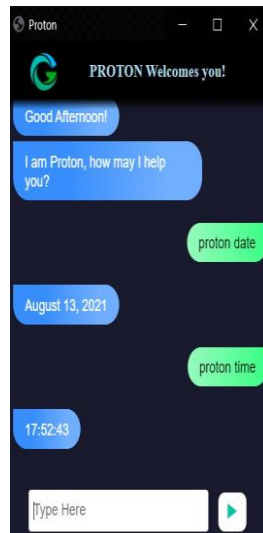 Proton
PROTON Welcomes you!
Good Afternoon!
I am Proton, how may I help
you?
proton date
August 13, 2021
proton time
17:52:43
Type Here